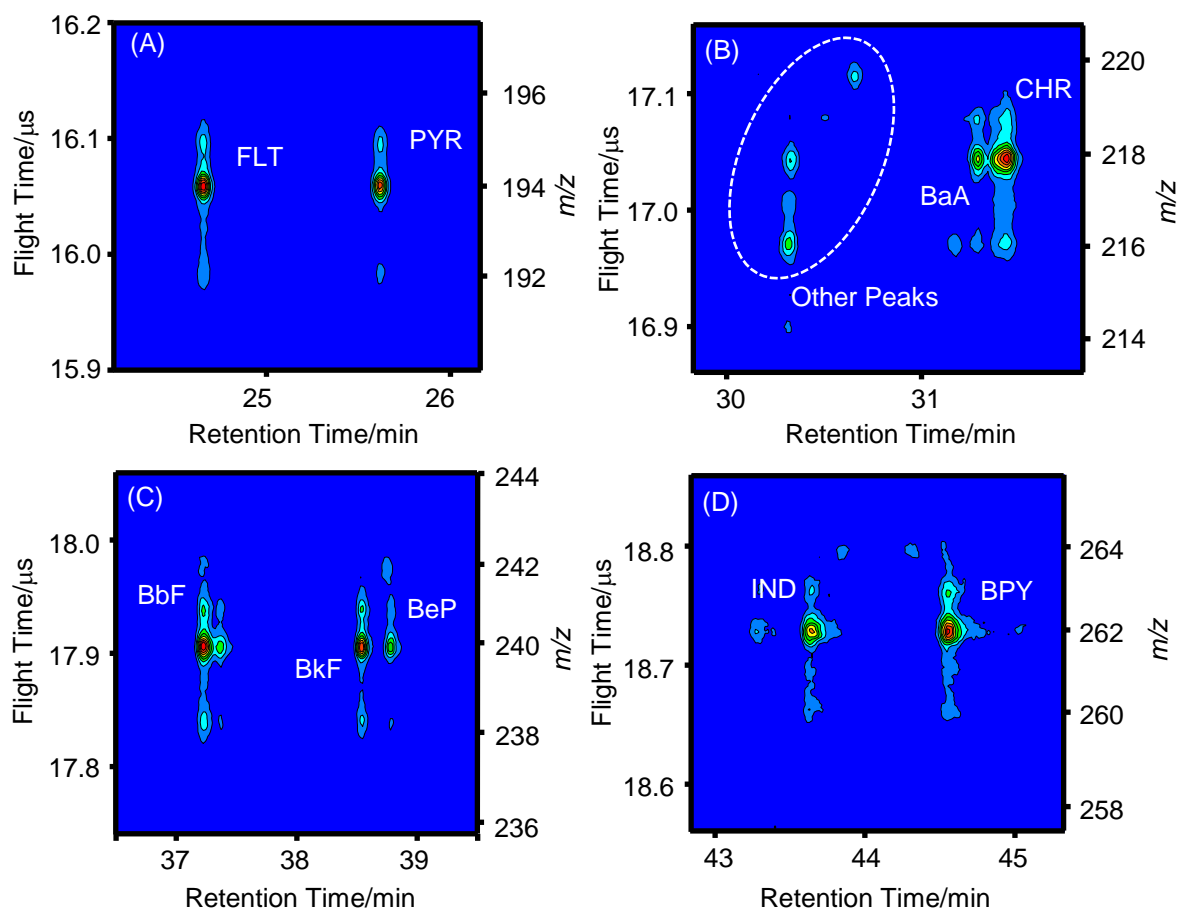 (A)
16.2
16.1
16.0
15.9
Flight Time/μs
FLT
PYR
196
194
192
m/z
25
26
Retention Time/min
(B)
17.1
17.0
16.9
Flight Time/μs
CHR
BaA
Other Peaks
220
218
216
214
m/z
30
31
Retention Time/min
(C)
18.0
17.9
17.8
Flight Time/μs
BbF
BkF
BeP
244
242
240
238
236
m/z
37
38
39
Retention Time/min
(D)
18.8
18.7
18.6
Flight Time/μs
IND
BPY
264
262
260
258
m/z
43
44
45
Retention Time/min